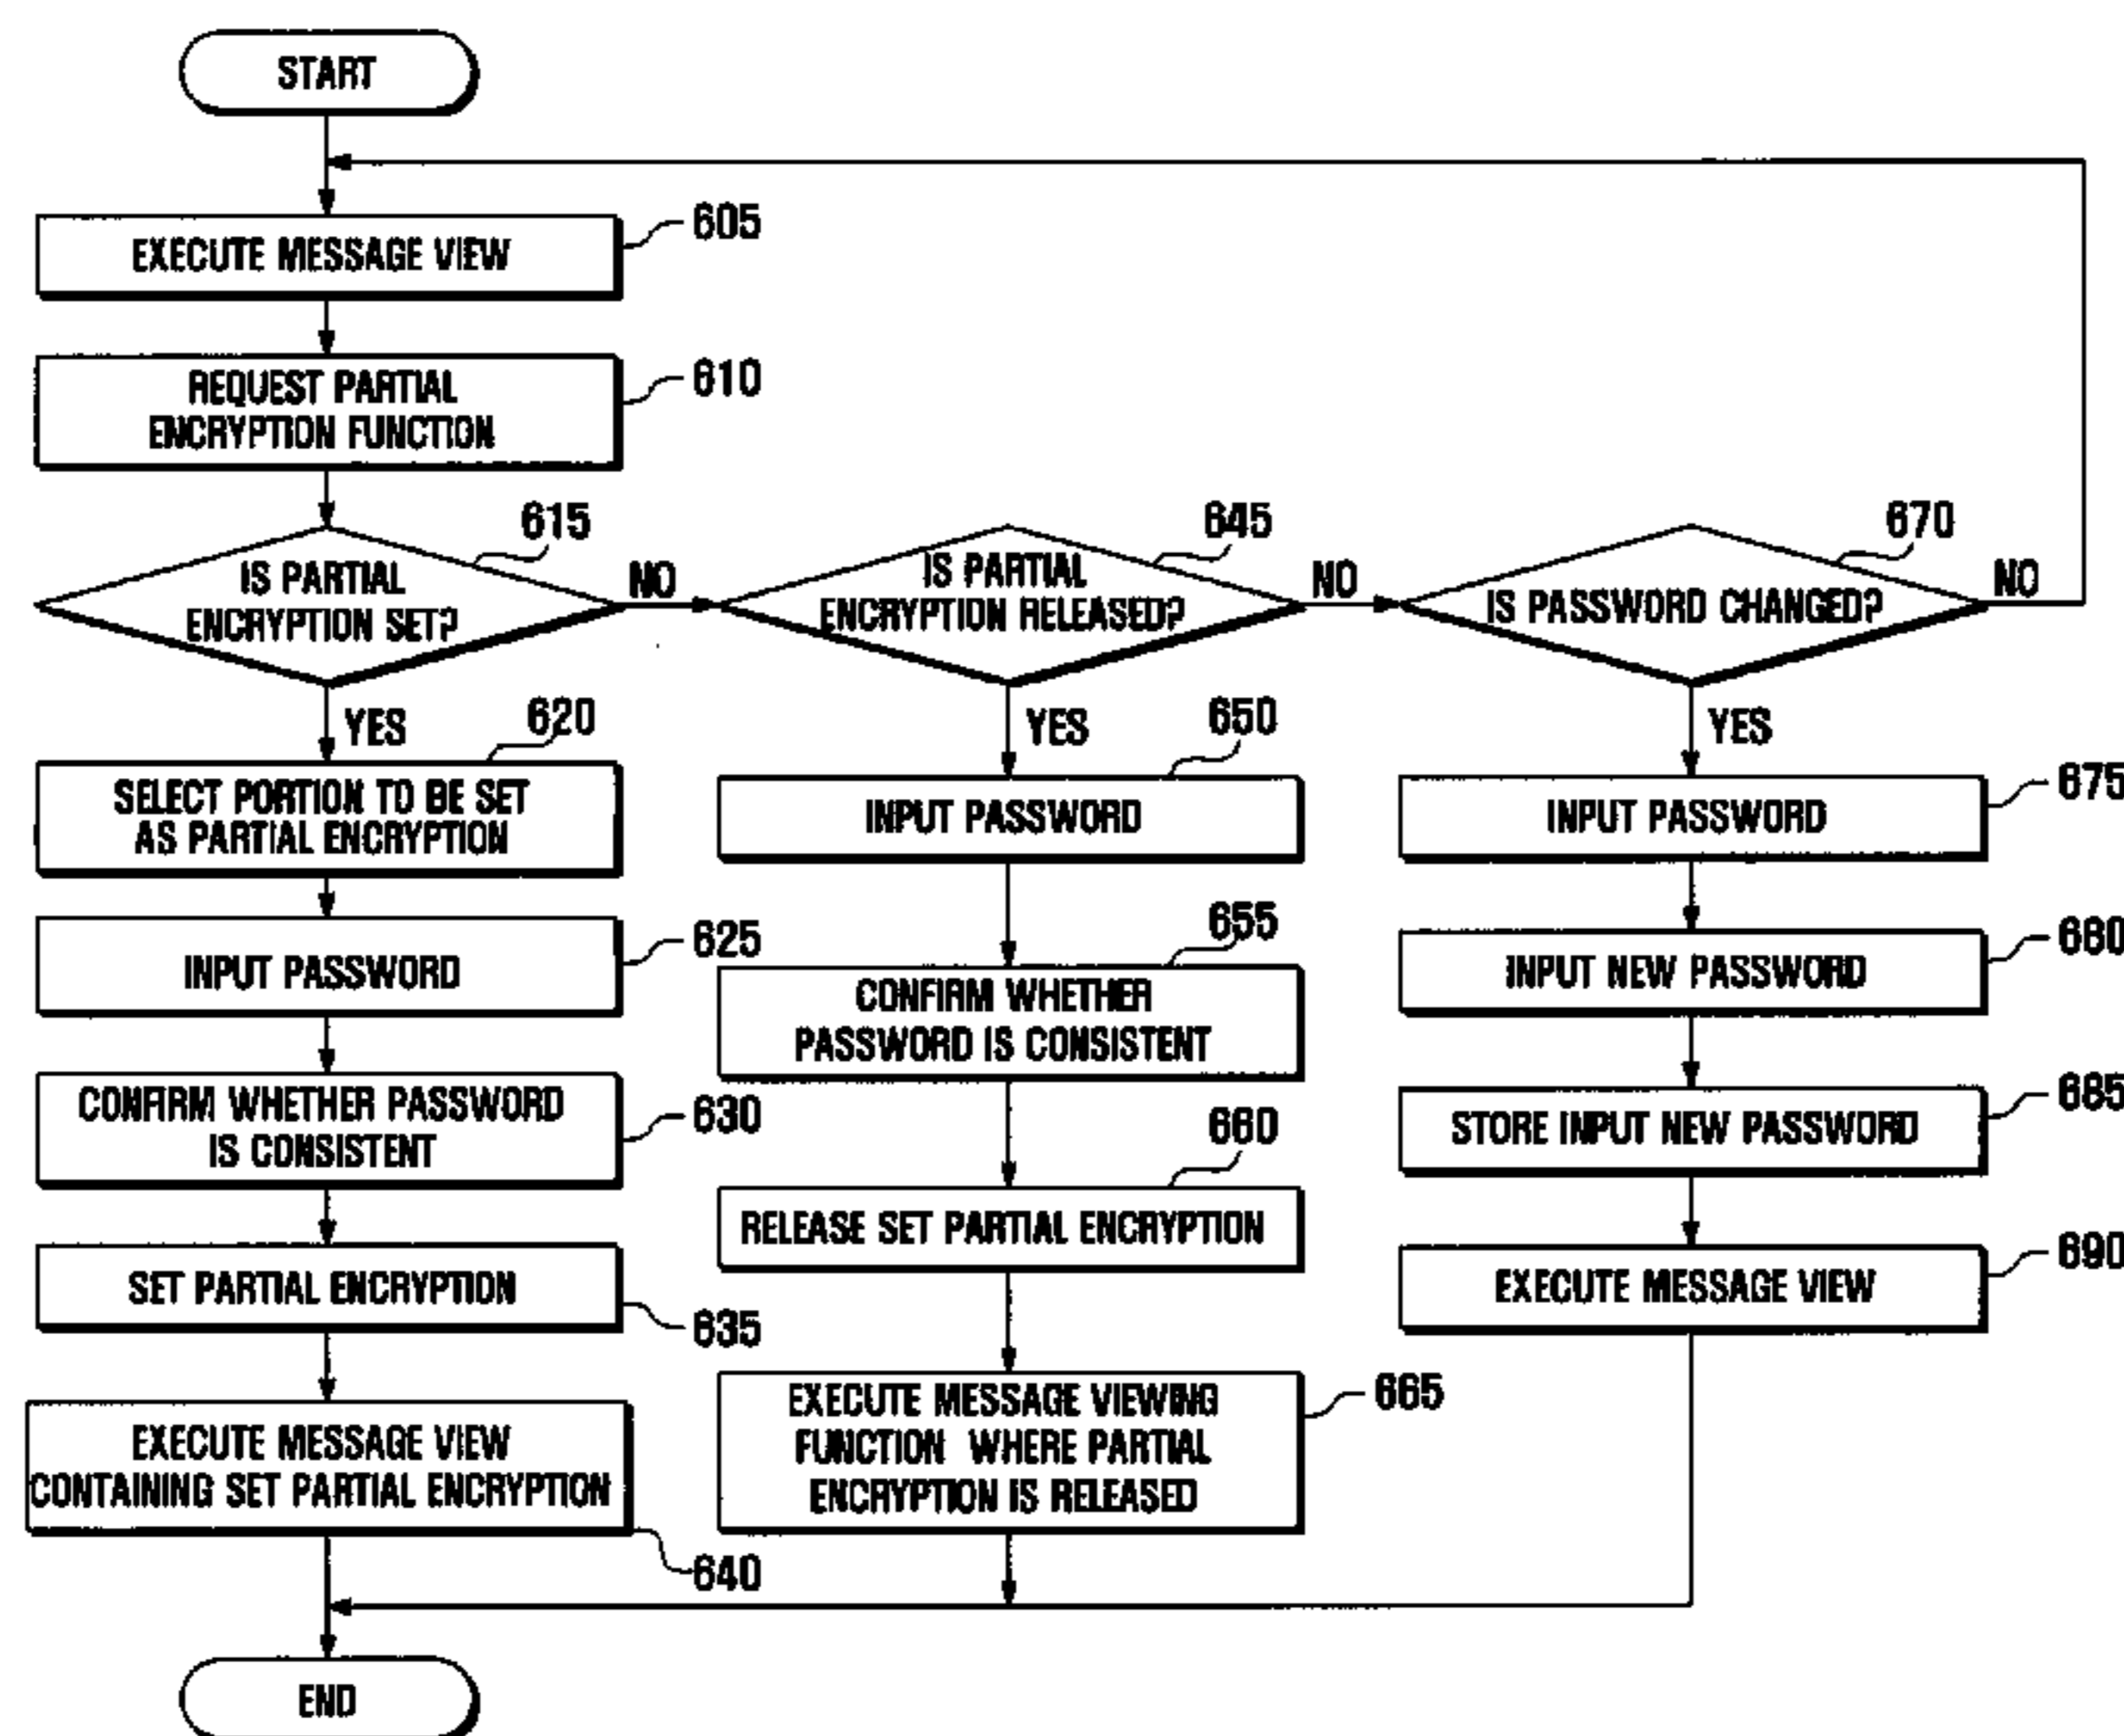 START
EXECUTE MESSAGE VIEW
605
REQUEST PARTIAL
ENCRYPTION FUNCTION
610
615
IS PARTIAL
ENCRYPTION SET?
NO
645
IS PARTIAL
ENCRYPTION RELEASED?
NO
670
IS PASSWORD CHANGED?
NO
YES
620
SELECT PORTION TO BE SET
AS PARTIAL ENCRYPTION
INPUT PASSWORD
625
CONFIRM WHETHER PASSWORD
IS CONSISTENT
630
SET PARTIAL ENCRYPTION
635
EXECUTE MESSAGE VIEW
CONTAINING SET PARTIAL ENCRYPTION
640
YES
650
INPUT PASSWORD
655
CONFIRM WHETHER
PASSWORD IS CONSISTENT
660
RELEASE SET PARTIAL ENCRYPTION
EXECUTE MESSAGE VIEWING
FUNCTION WHERE PARTIAL
ENCRYPTION IS RELEASED
665
YES
INPUT PASSWORD
675
INPUT NEW PASSWORD
680
STORE INPUT NEW PASSWORD
685
EXECUTE MESSAGE VIEW
690
END